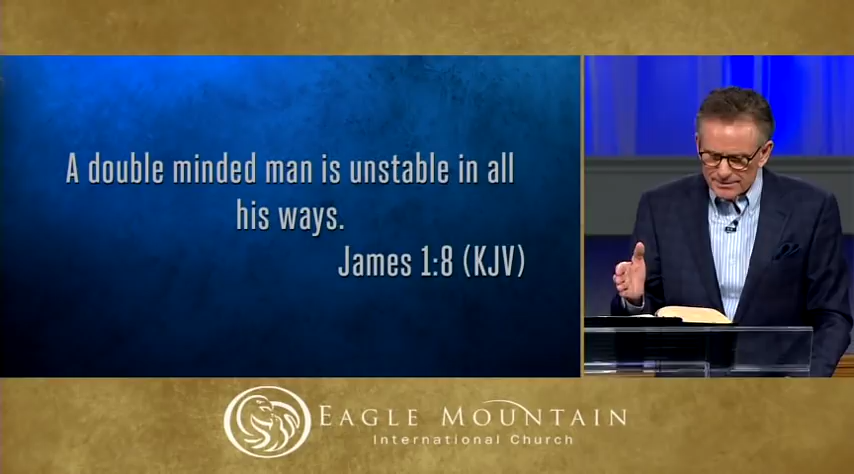 A double minded man is unstable in all
his ways.
James 1:8 (KJV)
EAGLE MOUNTAIN
International Church